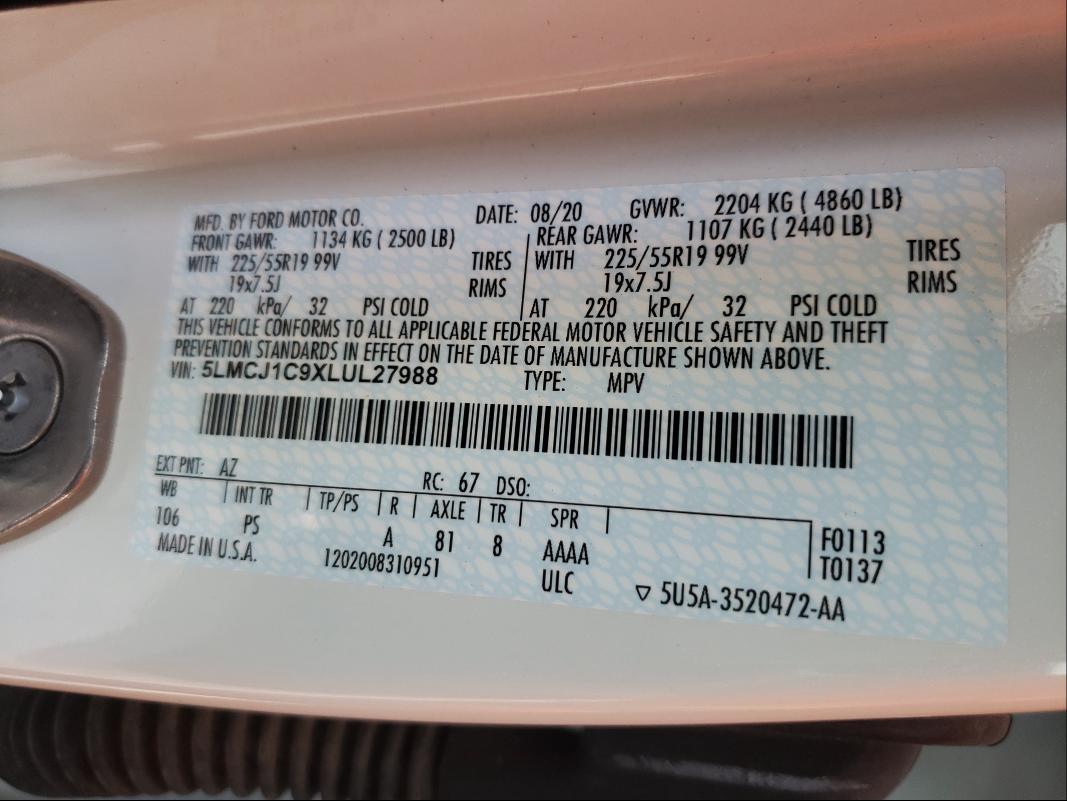 MFD. BY FORD MOTOR CO. DATE: 08/20 GVWR: 2204 KG ( 4860 LB)
FRONT GAWR: 1134 KG ( 2500 LB) REAR GAWR: 1107 KG ( 2440 LB)
WITH 225/55R19 99V TIRES WITH 225/55R19 99V TIRES
19x7.5J RIMS 19x7.5J RIMS
AT 220 kPa/ 32 PSI COLD AT 220 kPa/ 32 PSI COLD
THIS VEHICLE CONFORMS TO ALL APPLICABLE FEDERAL MOTOR VEHICLE SAFETY AND THEFT
PREVENTION STANDARDS IN EFFECT ON THE DATE OF MANUFACTURE SHOWN ABOVE.
VIN: 5LMCJ1C9XLUL27988 TYPE: MPV
EXT PNT: AZ RC: 67 DSO:
WB INT TR TP/PS R AXLE TR SPR
106 PS A 81 8 AAAA F0113
MADE IN U.S.A. 1202008310951 ULC T0137
▽ 5U5A-3520472-AA